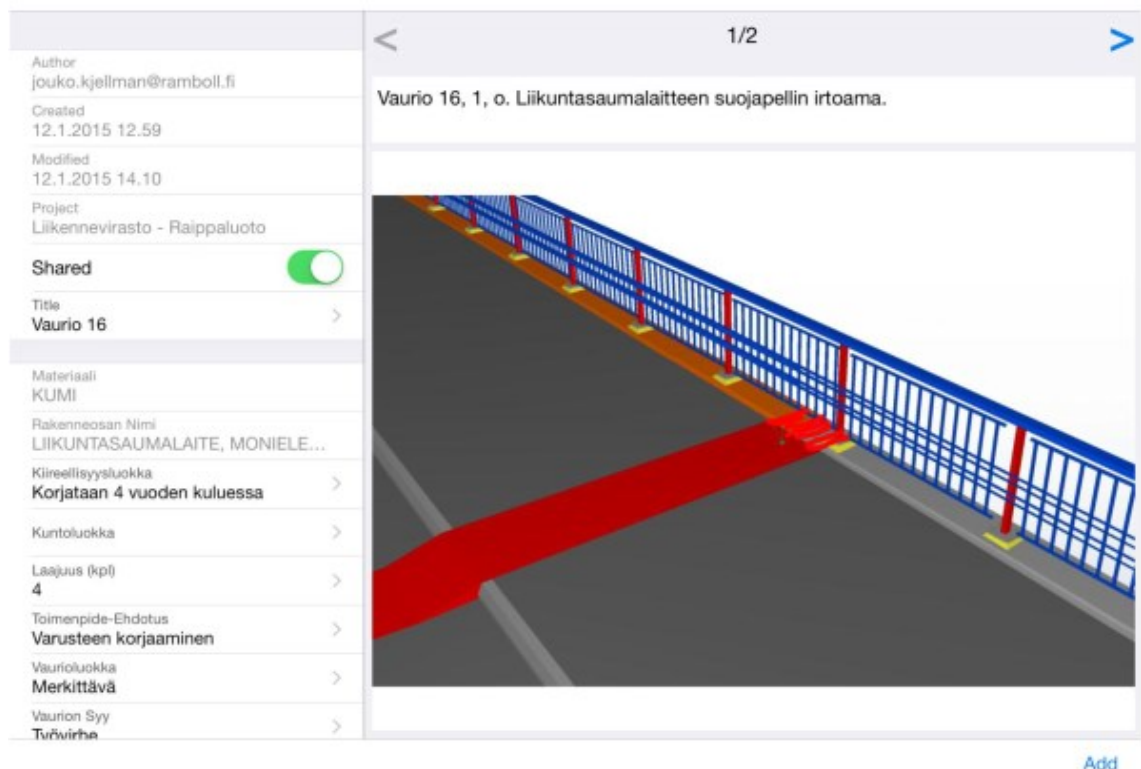 Author
jouko.kjellman@ramboll.fi
Created
12.1.2015 12.59
Modified
12.1.2015 14.10
Project
Liikennevirasto - Raippaluoto
Shared
Title
Vaurio 16
Materiaali
KUMI
Rakenneosan Nimi
LIIKUNTASAUMALAITE, MONIELE...
Kiireellisyysluokka
Korjataan 4 vuoden kuluessa
Kuntoluokka
Laajuus (kpl)
4
Toimenpide-Ehdotus
Varusteen korjaaminen
Vaurioluokka
Merkittävä
Vaurion Syy
Työvirhe
< 1/2 >
Vaurio 16, 1, o. Liikuntasaumalaitteen suojapellin irtoama.
Add